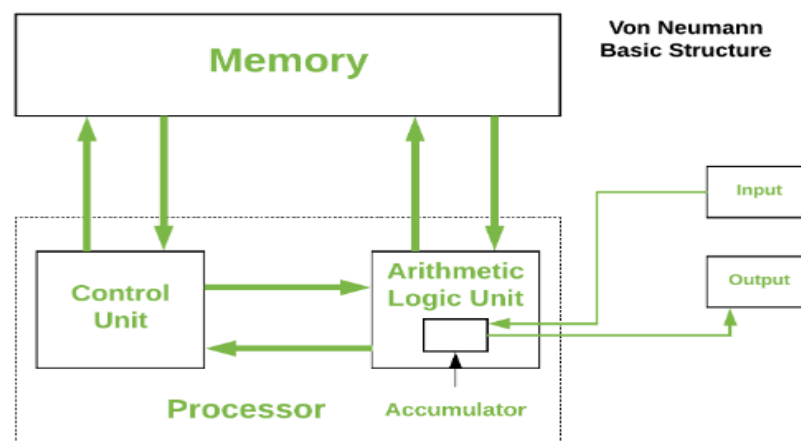 Von Neumann
Basic Structure
Memory
Input
Output
Control
Unit
Arithmetic
Logic Unit
Processor
Accumulator